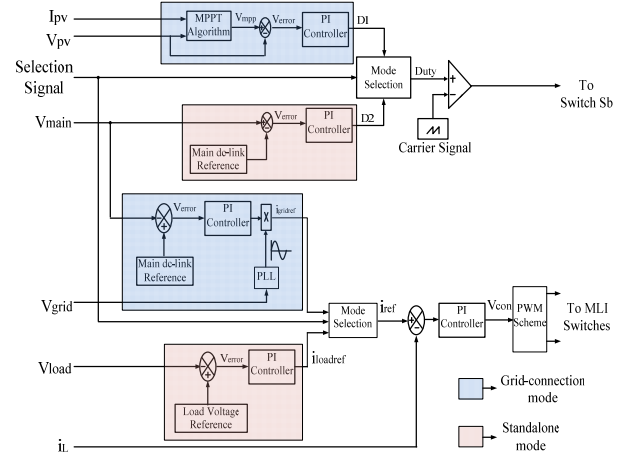 Ipv
Vpv
MPPT
Algorithm
Vmpp
Verror
PI
Controller
D1
Selection
Signal
Mode
Selection
Duty
To
Switch Sb
Carrier Signal
Vmain
Verror
PI
Controller
D2
Main dc-link
Reference
Verror
PI
Controller
X
igridref
Main dc-link
Reference
PLL
Vgrid
Mode
Selection
iref
PI
Controller
Vcon
PWM
Scheme
To MLI
Switches
Vload
Verror
PI
Controller
iloadref
Load Voltage
Reference
iL
Grid-connection
mode
Standalone
mode